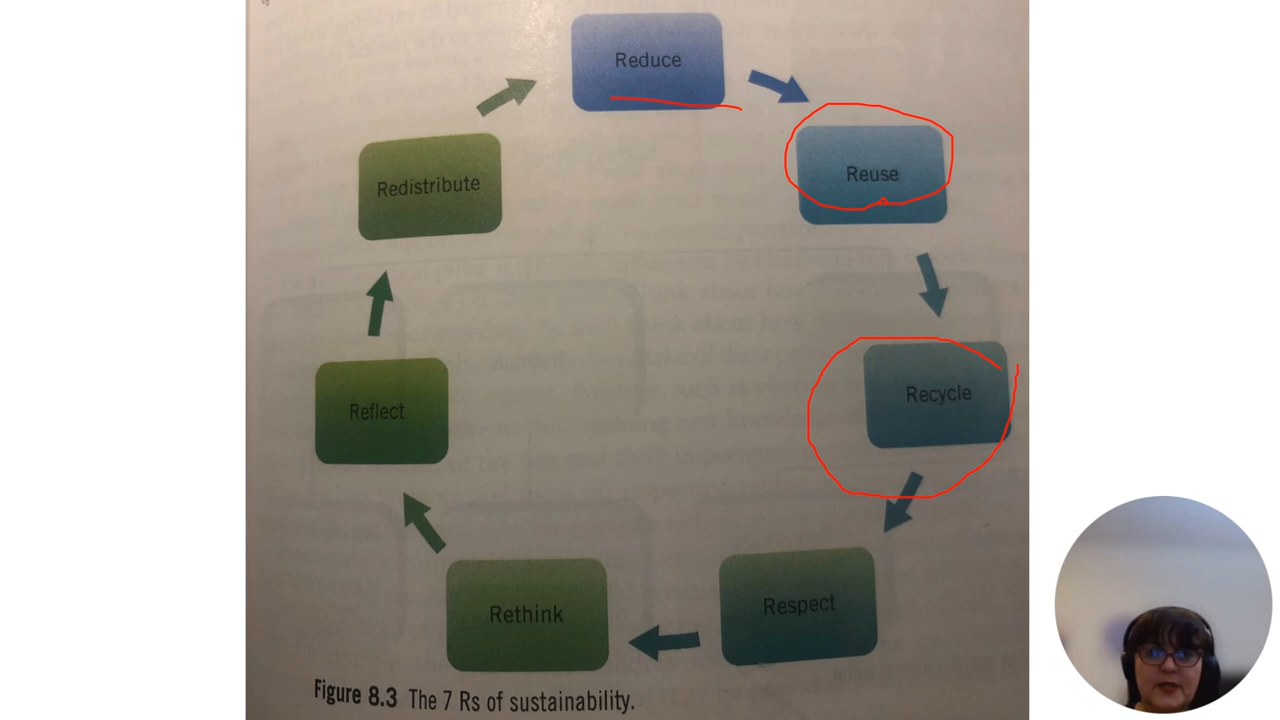 Reduce
Reuse
Recycle
Respect
Rethink
Reflect
Redistribute
Figure 8.3 The 7 Rs of sustainability.